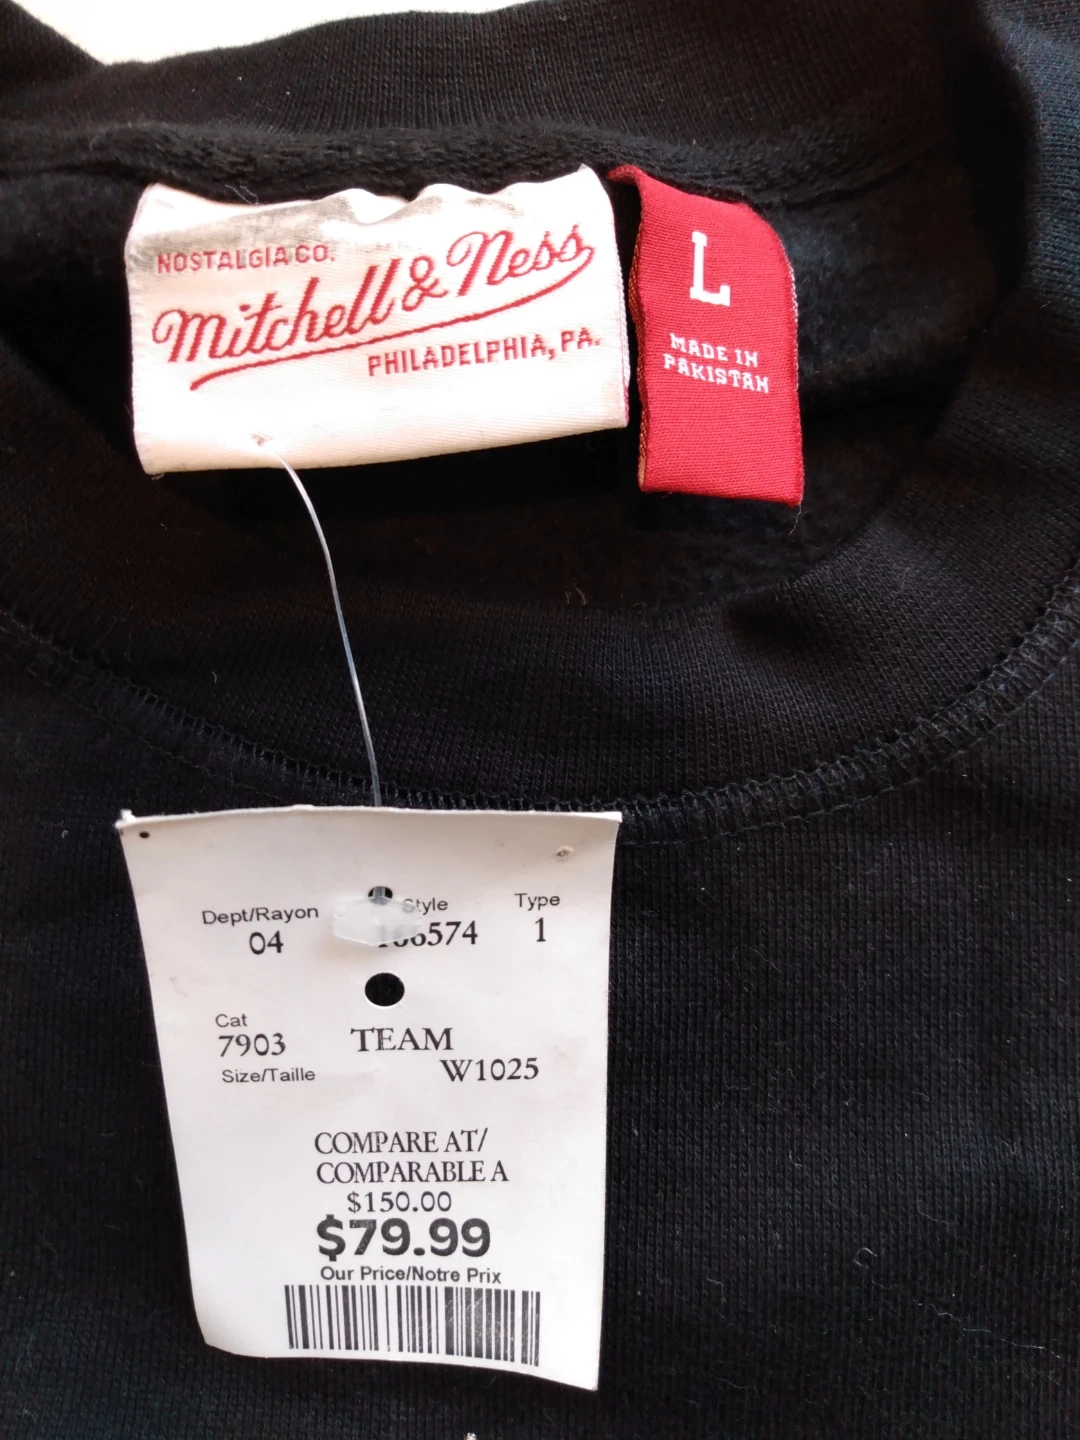 NOSTALGIA CO.
Mitchell & Ness
PHILADELPHIA, PA.
L
MADE IN
PAKISTAN
Dept/Rayon Style Type
04 1
Cat
7903 TEAM
Size/Taille W1025
COMPARE AT/
COMPARABLE A
$150.00
$79.99
Our Price/Notre Prix